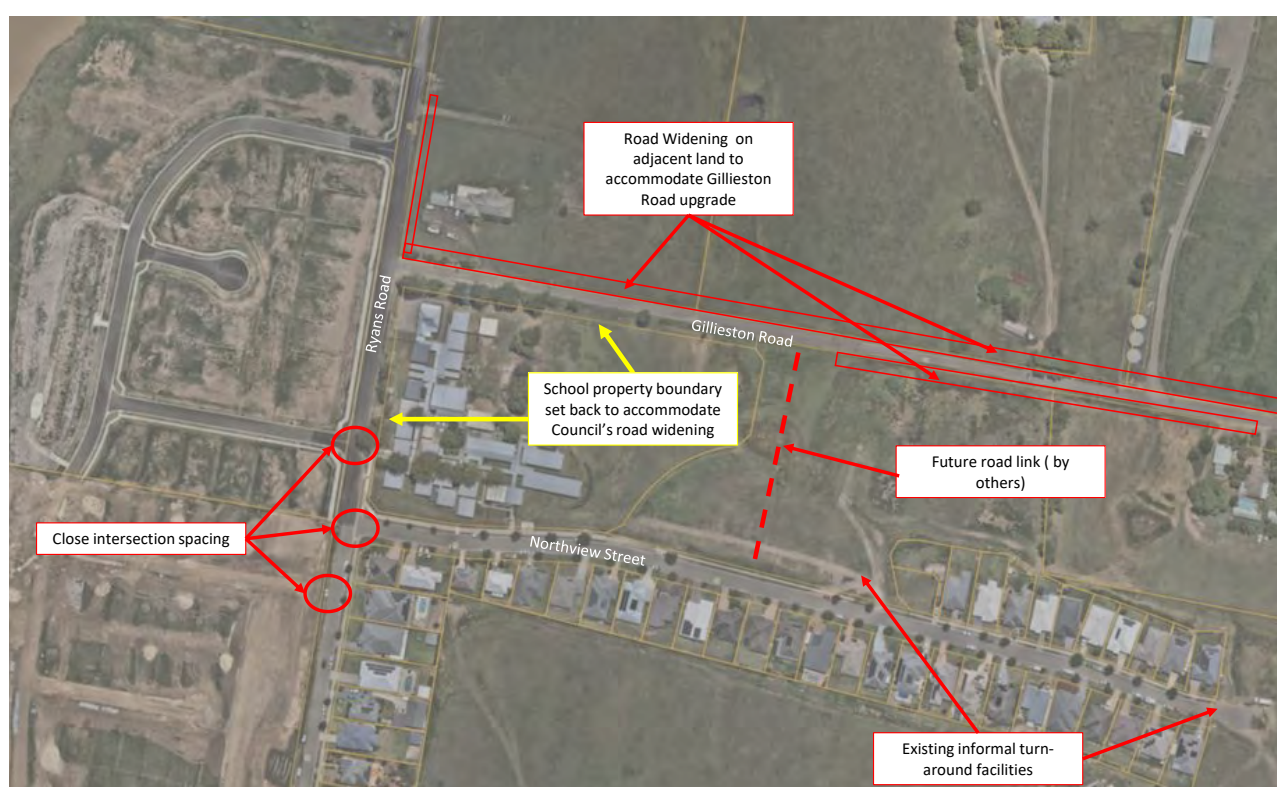 Road Widening on
adjacent land to
accommodate Gillieston
Road upgrade
Ryans Road
Gillieston Road
School property boundary
set back to accommodate
Council's road widening
Future road link ( by
others)
Close intersection spacing
Northview Street
Existing informal turn-
around facilities